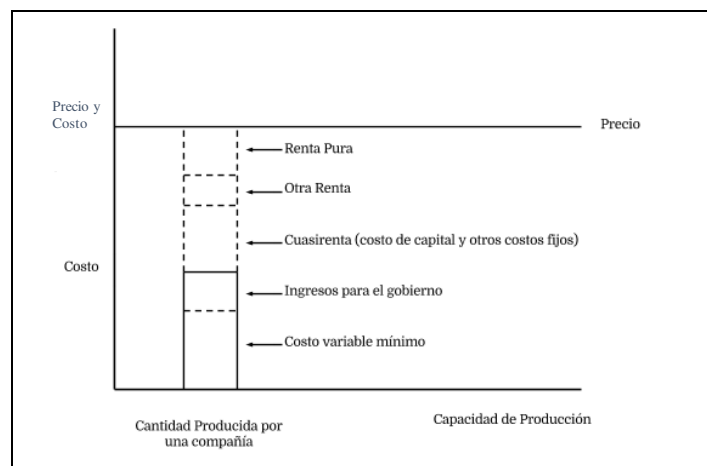 Precio y
Costo
Precio
Renta Pura
Otra Renta
Cuasirenta (costo de capital y otros costos fijos)
Costo
Ingresos para el gobierno
Costo variable mínimo
Cantidad Producida por
una compañía
Capacidad de Producción